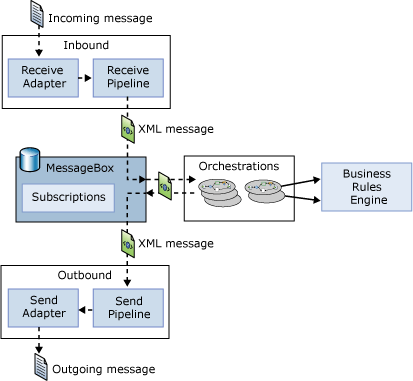 Incoming message
Inbound
Receive
Adapter
Receive
Pipeline
XML message
MessageBox
Subscriptions
Orchestrations
Business
Rules
Engine
XML message
Outbound
Send
Adapter
Send
Pipeline
Outgoing message